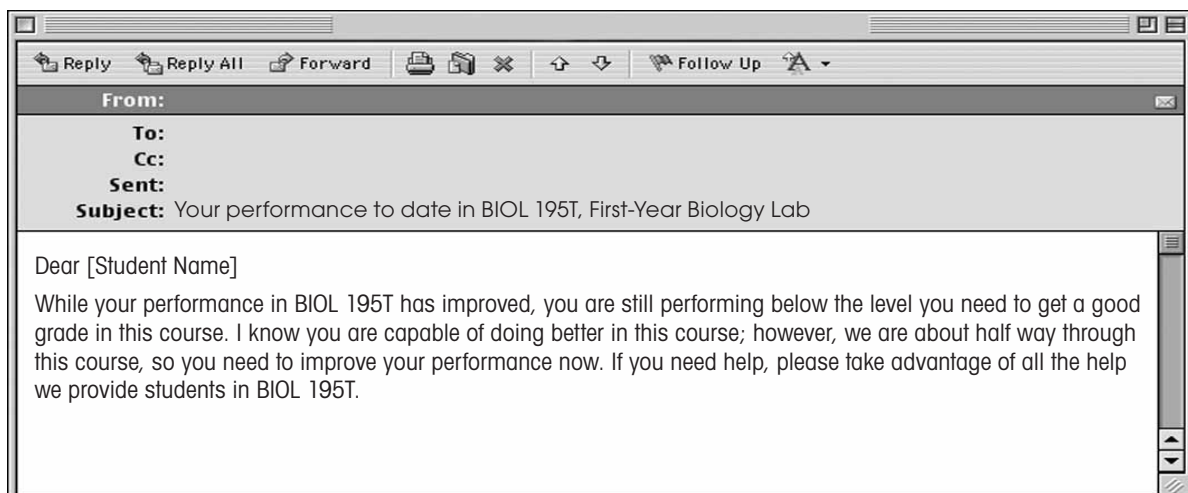 Reply Reply All Forward Follow Up A
From:
To:
Cc:
Sent:
Subject: Your performance to date in BIOL 195T, First-Year Biology Lab
Dear [Student Name]
While your performance in BIOL 195T has improved, you are still performing below the level you need to get a good
grade in this course. I know you are capable of doing better in this course; however, we are about half way through
this course, so you need to improve your performance now. If you need help, please take advantage of all the help
we provide students in BIOL 195T.